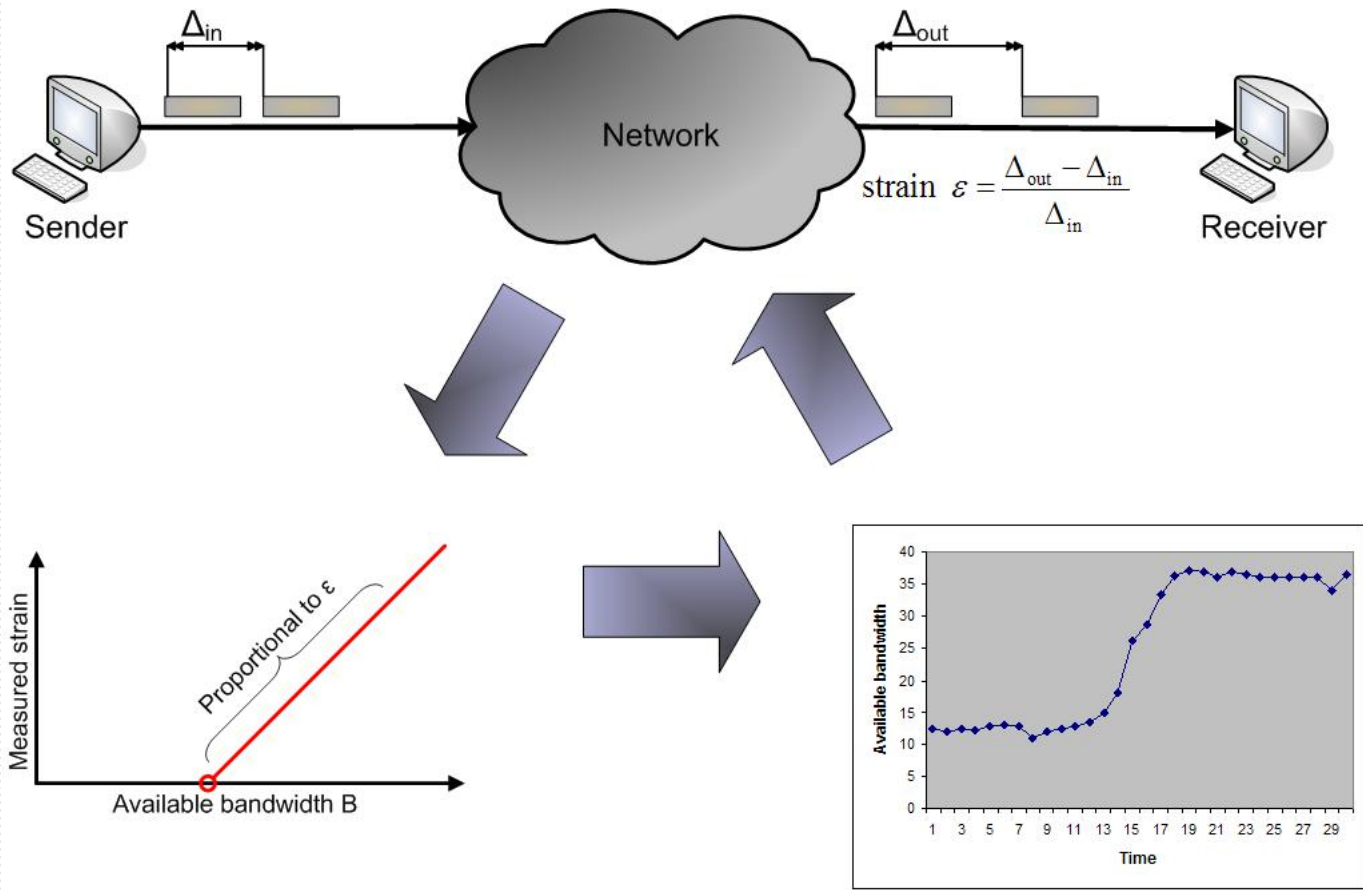 Δin
Δout
Network
strain ε = (Δout − Δin) / Δin
Sender
Receiver
Measured strain
Proportional to ε
Available bandwidth B
Available bandwidth
40
35
30
25
20
15
10
5
0
1 3 5 7 9 11 13 15 17 19 21 23 25 27 29
Time